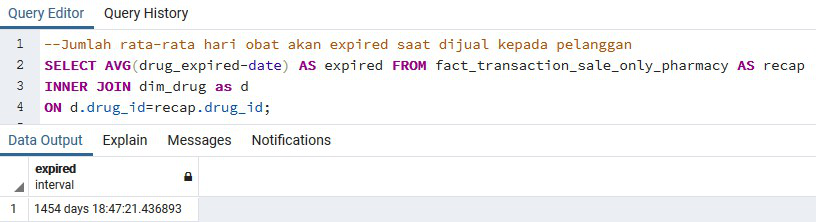 Query Editor Query History
1 --Jumlah rata-rata hari obat akan expired saat dijual kepada pelanggan
2 SELECT AVG(drug_expired-date) AS expired FROM fact_transaction_sale_only_pharmacy AS recap
3 INNER JOIN dim_drug as d
4 ON d.drug_id=recap.drug_id;
Data Output Explain Messages Notifications
expired
interval
1 1454 days 18:47:21.436893